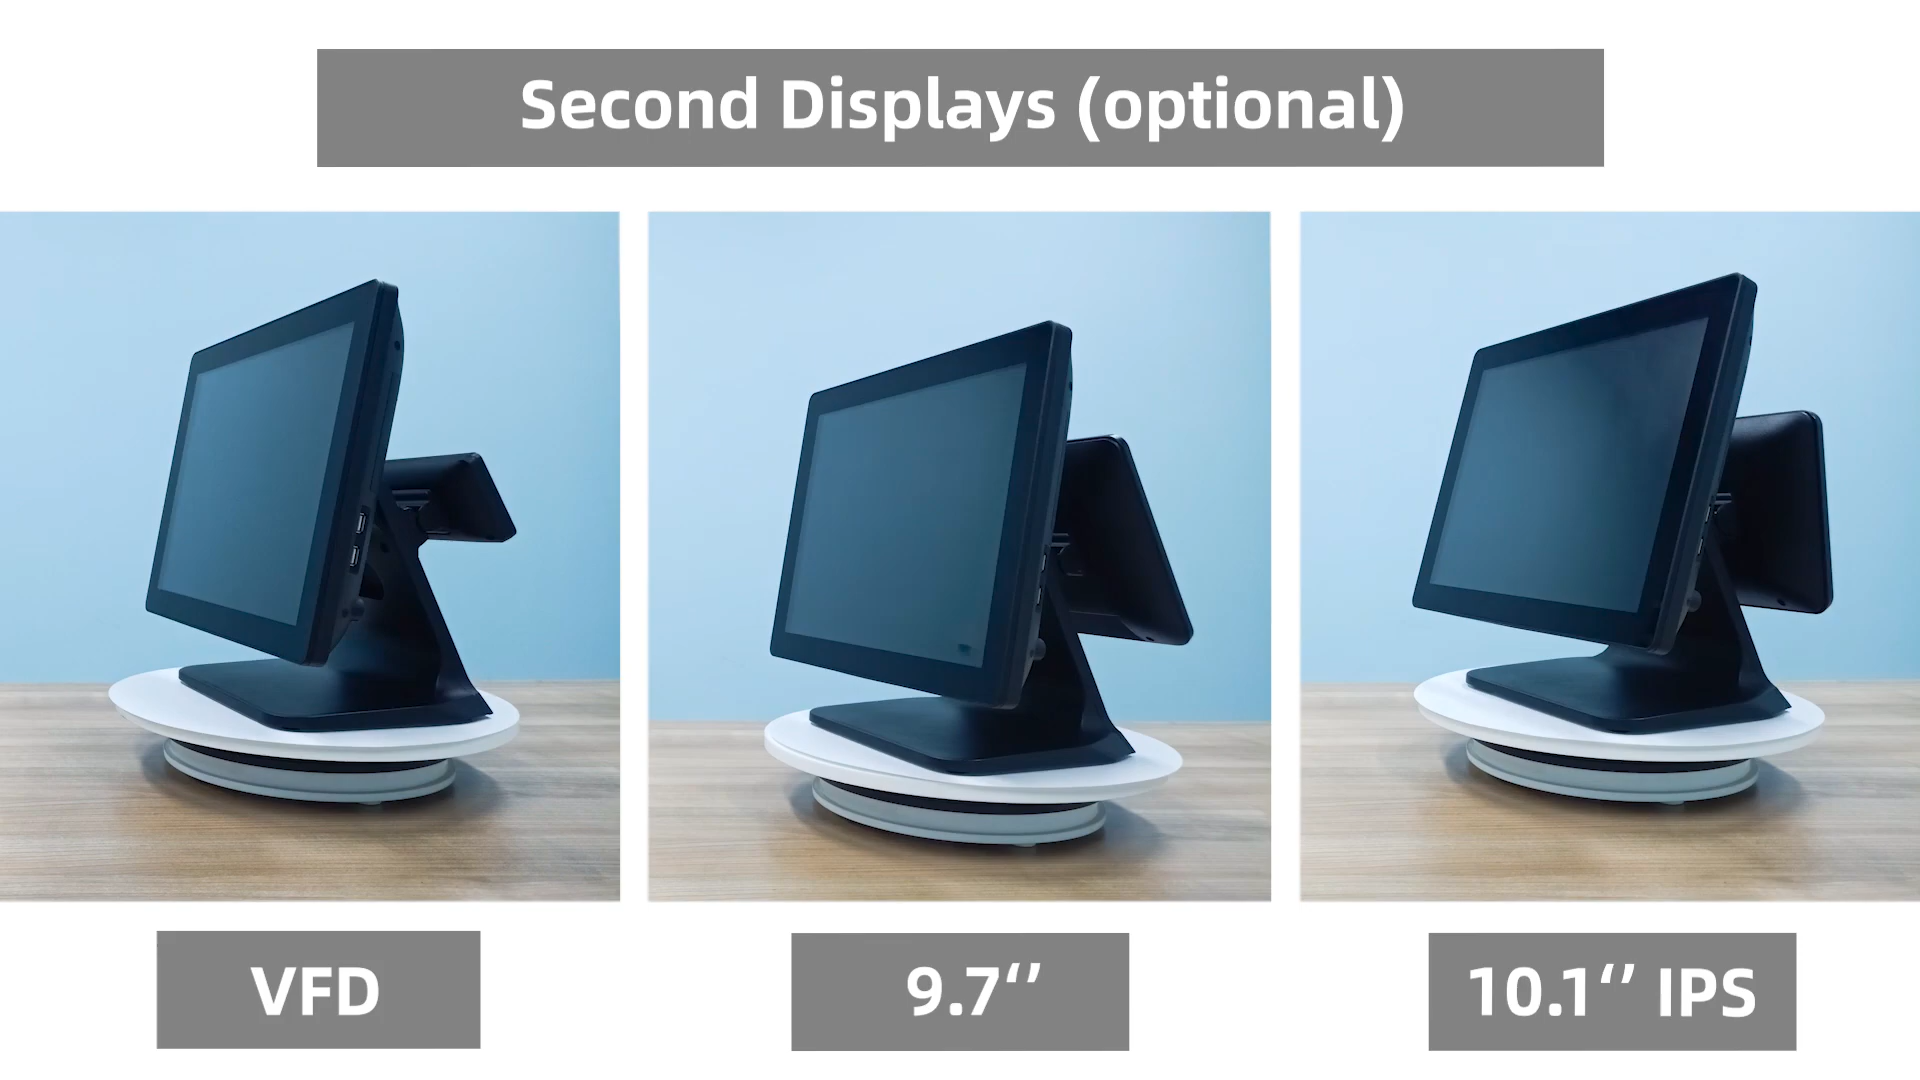 Second Displays (optional)
VFD
9.7‘’
10.1‘’ IPS